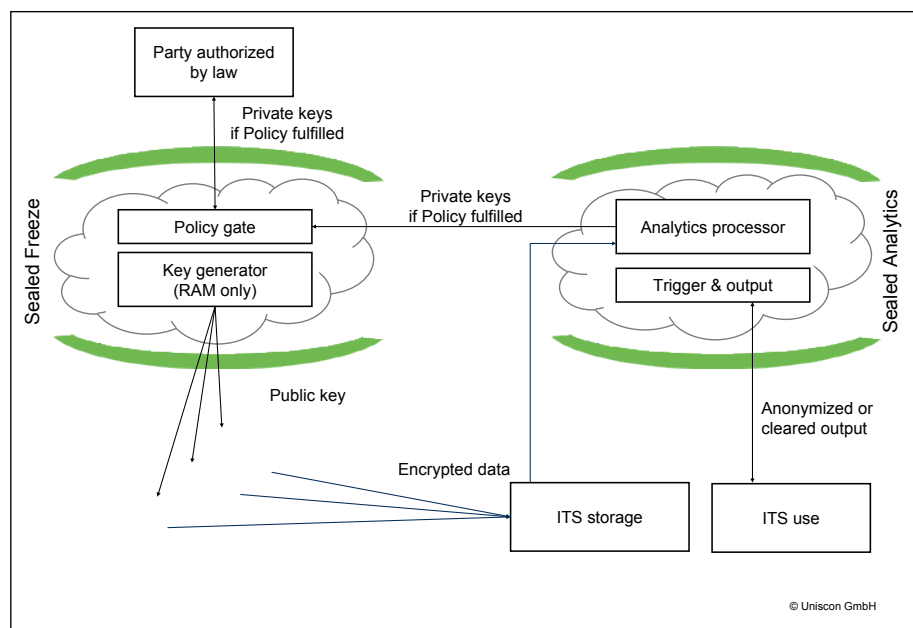 Party authorized
by law
Private keys
if Policy fulfilled
Sealed Freeze
Policy gate
Key generator
(RAM only)
Private keys
if Policy fulfilled
Analytics processor
Trigger & output
Sealed Analytics
Public key
Anonymized or
cleared output
Encrypted data
ITS storage
ITS use
© Uniscon GmbH